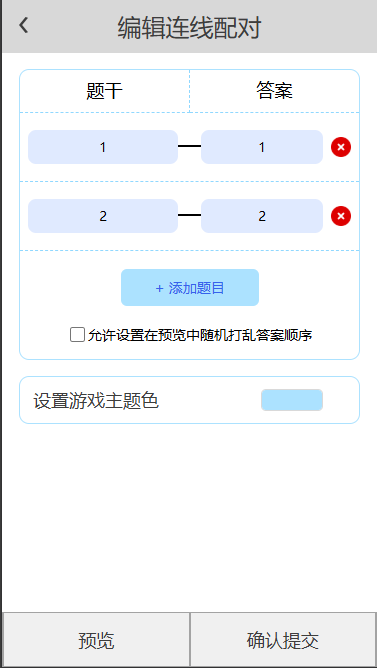 编辑连线配对
题干 答案
1 1
2 2
+ 添加题目
允许设置在预览中随机打乱答案顺序
设置游戏主题色
预览 确认提交